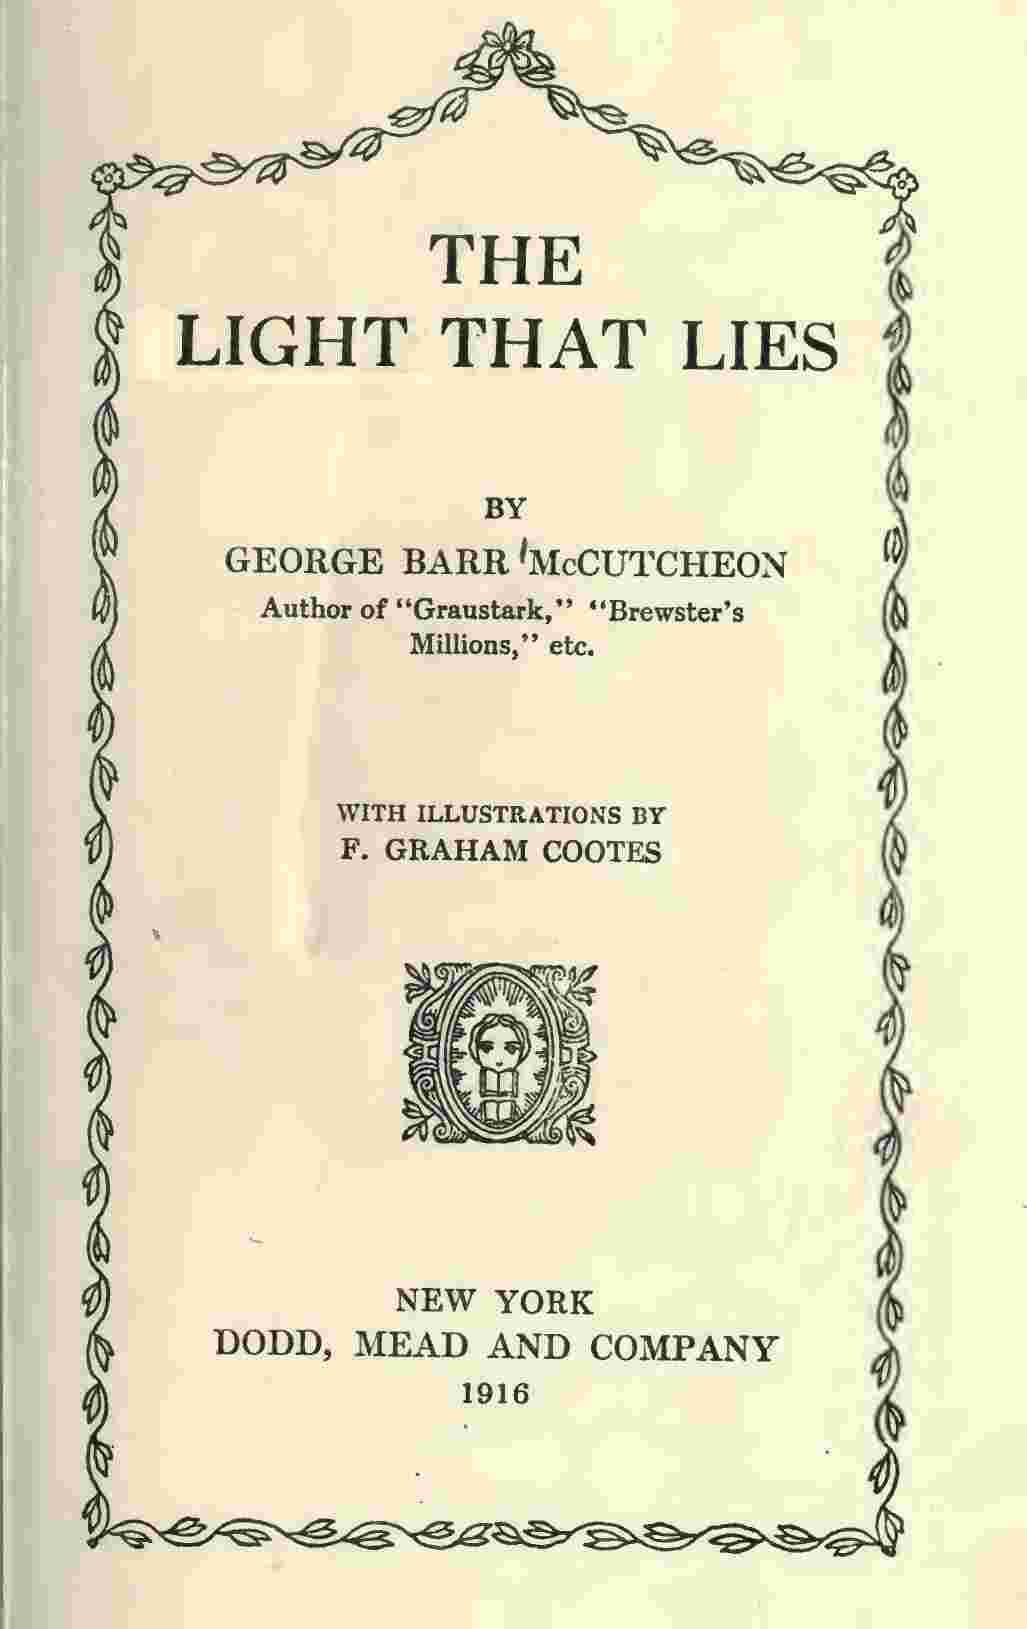 THE
LIGHT THAT LIES
BY
GEORGE BARR McCUTCHEON
Author of "Graustark," "Brewster's
Millions," etc.
WITH ILLUSTRATIONS BY
F. GRAHAM COOTES
NEW YORK
DODD, MEAD AND COMPANY
1916